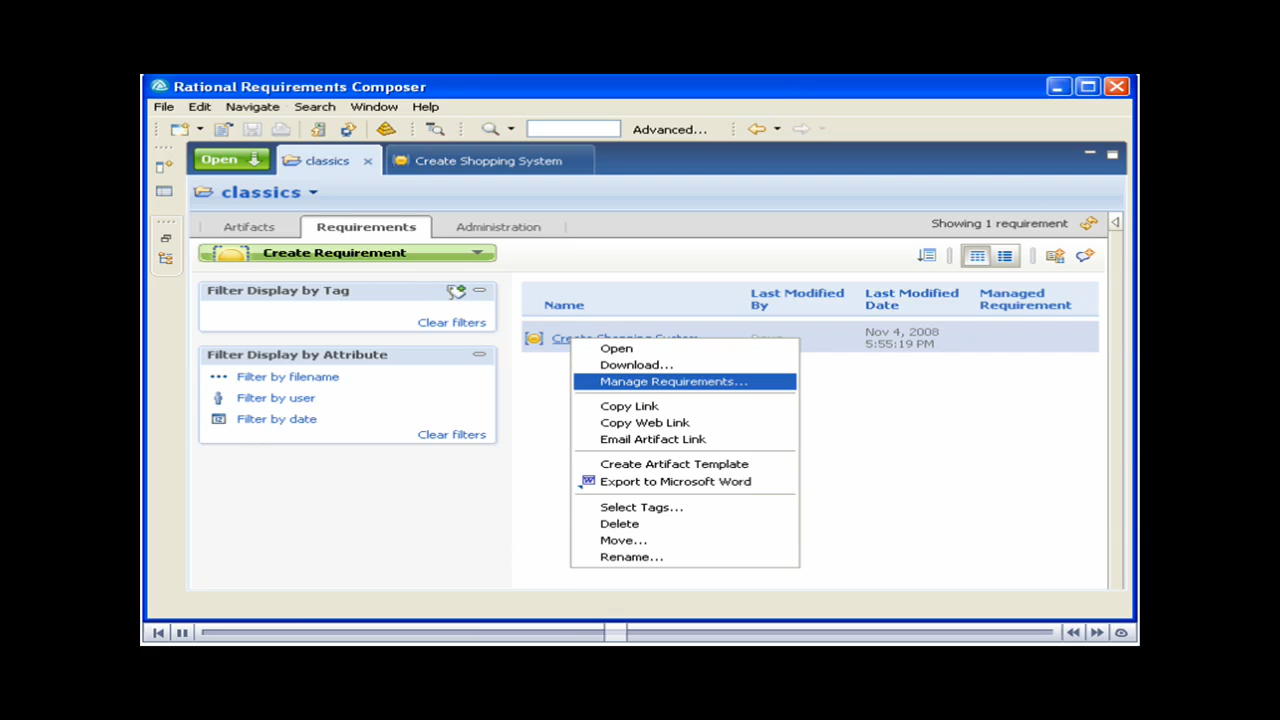 Rational Requirements Composer
File Edit Navigate Search Window Help
Advanced...
Open classics Create Shopping System
classics
Artifacts Requirements Administration Showing 1 requirement
Create Requirement
Filter Display by Tag
Clear filters
Filter Display by Attribute
Filter by filename
Filter by user
Filter by date
Clear filters
Name Last Modified By Last Modified Date Managed Requirement
Create Shopping System Nov 4, 2008
5:55:19 PM
Open
Download...
Manage Requirements...
Copy Link
Copy Web Link
Email Artifact Link
Create Artifact Template
Export to Microsoft Word
Select Tags...
Delete
Move...
Rename...